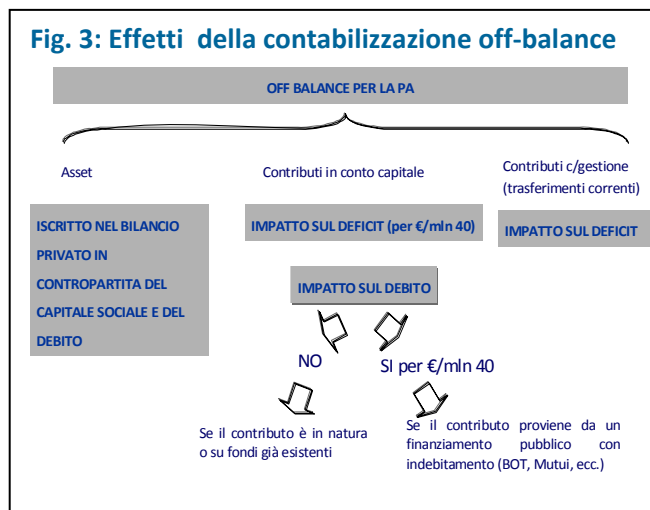 Fig. 3: Effetti della contabilizzazione off-balance
OFF BALANCE PER LA PA
Asset
Contributi in conto capitale
Contributi c/gestione
(trasferimenti correnti)
ISCRITTO NEL BILANCIO
PRIVATO IN
CONTROPARTITA DEL
CAPITALE SOCIALE E DEL
DEBITO
IMPATTO SUL DEFICIT (per €/mln 40)
IMPATTO SUL DEFICIT
IMPATTO SUL DEBITO
NO
SI per €/mln 40
Se il contributo è in natura
o su fondi già esistenti
Se il contributo proviene da un
finanziamento pubblico con
indebitamento (BOT, Mutui, ecc.)